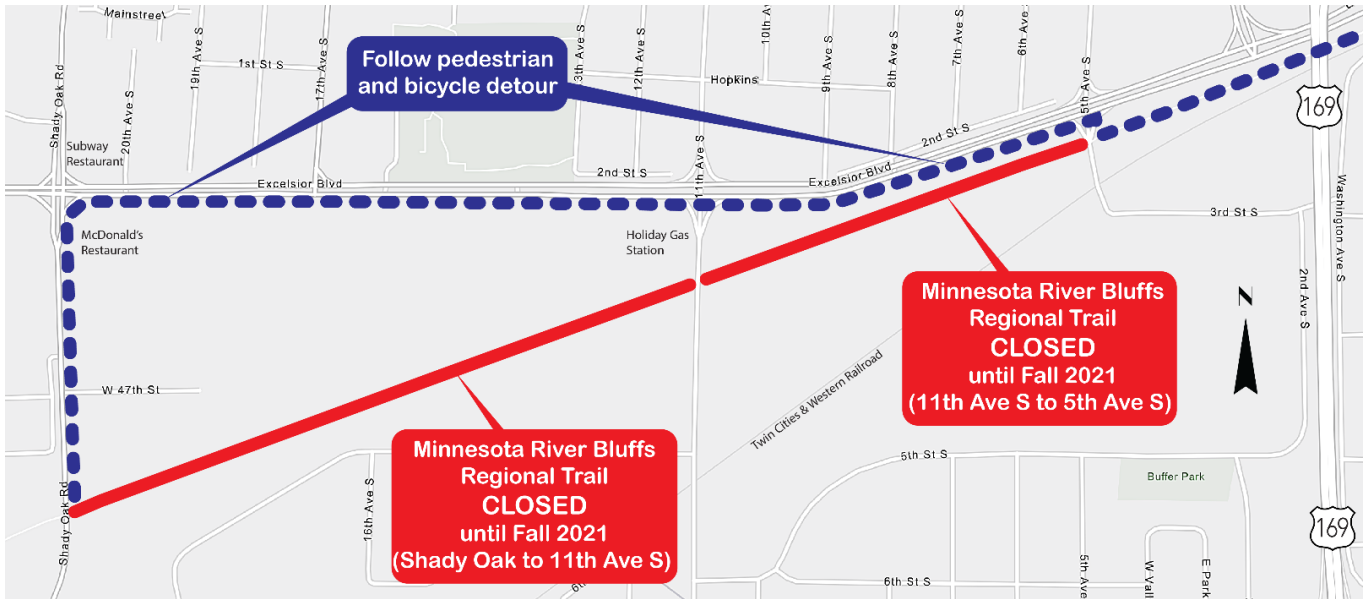 Mainstreet
Shady Oak Rd
19th Ave S
1st St S
17th Ave S
20th Ave S
Follow pedestrian
and bicycle detour
12th Ave S
Hopkins
9th Ave S
8th Ave S
7th Ave S
6th Ave S
5th Ave S
169
Subway
Restaurant
2nd St S
2nd St S
11th Ave S
Excelsior Blvd
Excelsior Blvd
McDonald's
Restaurant
Holiday Gas
Station
3rd St S
Washington Ave S
2nd Ave S
N
Minnesota River Bluffs
Regional Trail
CLOSED
until Fall 2021
(11th Ave S to 5th Ave S)
W 47th St
Twin Cities & Western Railroad
Minnesota River Bluffs
Regional Trail
CLOSED
until Fall 2021
(Shady Oak to 11th Ave S)
16th Ave S
Shady Oak Rd
5th St S
Buffer Park
169
5th Ave
W Vall
E Park
6th St S